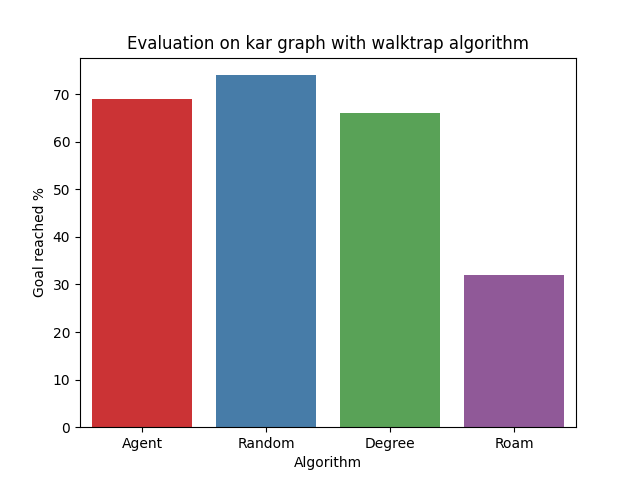 Evaluation on kar graph with walktrap algorithm
Goal reached %
70
60
50
40
30
20
10
0
Agent Random Degree Roam
Algorithm